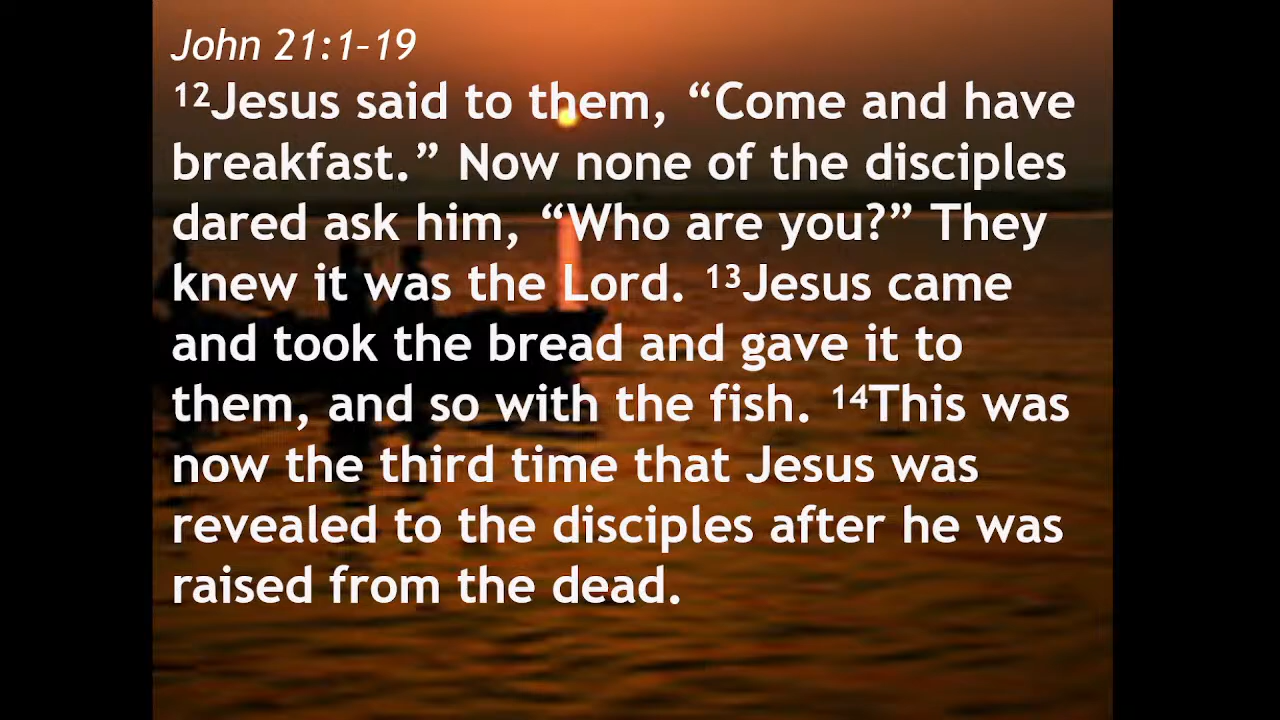 John 21:1–19
¹²Jesus said to them, “Come and have
breakfast.” Now none of the disciples
dared ask him, “Who are you?” They
knew it was the Lord. ¹³Jesus came
and took the bread and gave it to
them, and so with the fish. ¹⁴This was
now the third time that Jesus was
revealed to the disciples after he was
raised from the dead.